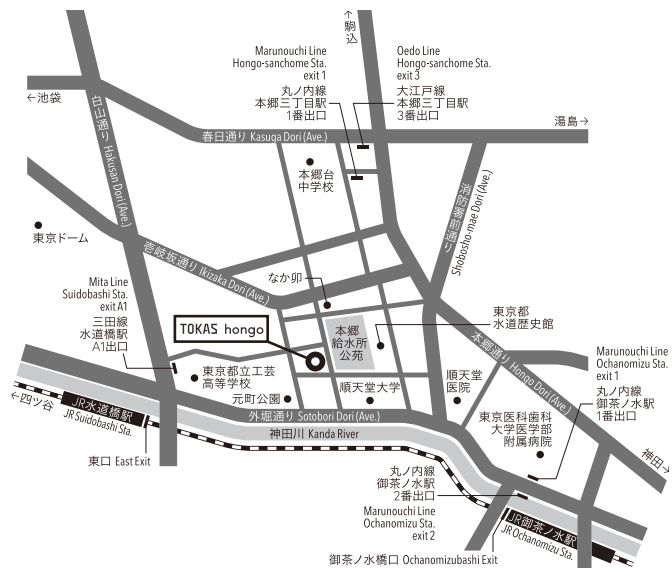 ↑駒込
Marunouchi Line
Hongo-sanchome Sta.
exit 1
丸ノ内線
本郷三丁目駅
1番出口
Oedo Line
Hongo-sanchome Sta.
exit 3
大江戸線
本郷三丁目駅
3番出口
←池袋
湯島→
白山通り Hakusan Dori (Ave.)
春日通り Kasuga Dori (Ave.)
本郷台
中学校
消防署前通り
Shobosho-mae Dori (Ave.)
東京ドーム
壱岐坂通り Ikizaka Dori (Ave.)
なか卯
Mita Line
Suidobashi Sta.
exit A1
三田線
水道橋駅
A1出口
TOKAS hongo
本郷
給水所
公苑
東京都
水道歴史館
本郷通り Hongo Dori (Ave.)
Marunouchi Line
Ochanomizu Sta.
exit 1
丸ノ内線
御茶ノ水駅
1番出口
東京都立工芸
高等学校
元町公園
順天堂大学
順天堂
医院
←四ツ谷
JR水道橋駅
JR Suidobashi Sta.
外堀通り Sotobori Dori (Ave.)
神田川 Kanda River
東京医科歯科
大学医学部
附属病院
神田→
東口 East Exit
丸ノ内線
御茶ノ水駅
2番出口
Marunouchi Line
Ochanomizu Sta.
exit 2
JR御茶ノ水駅
JR Ochanomizu Sta.
御茶ノ水橋口 Ochanomizubashi Exit